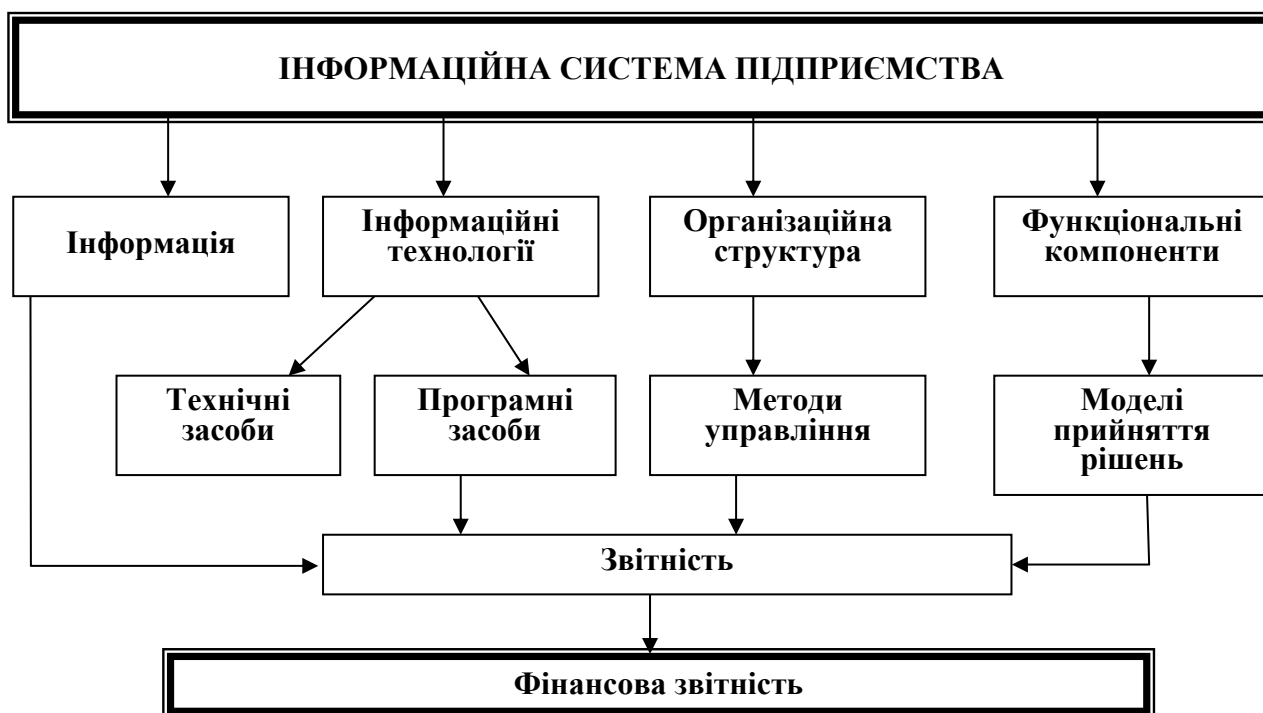 ІНФОРМАЦІЙНА СИСТЕМА ПІДПРИЄМСТВА
Інформація
Інформаційні
технології
Організаційна
структура
Функціональні
компоненти
Технічні
засоби
Програмні
засоби
Методи
управління
Моделі
прийняття
рішень
Звітність
Фінансова звітність